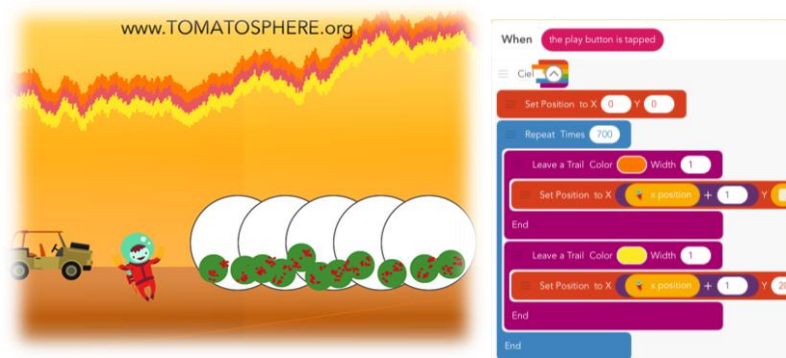 www.TOMATOSPHERE.org
When the play button is tapped
Ciel
Set Position to X 0 Y 0
Repeat Times 700
Leave a Trail Color Width 1
Set Position to X x position + 1 Y
End
Leave a Trail Color Width 1
Set Position to X x position + 1 Y 20
End
End